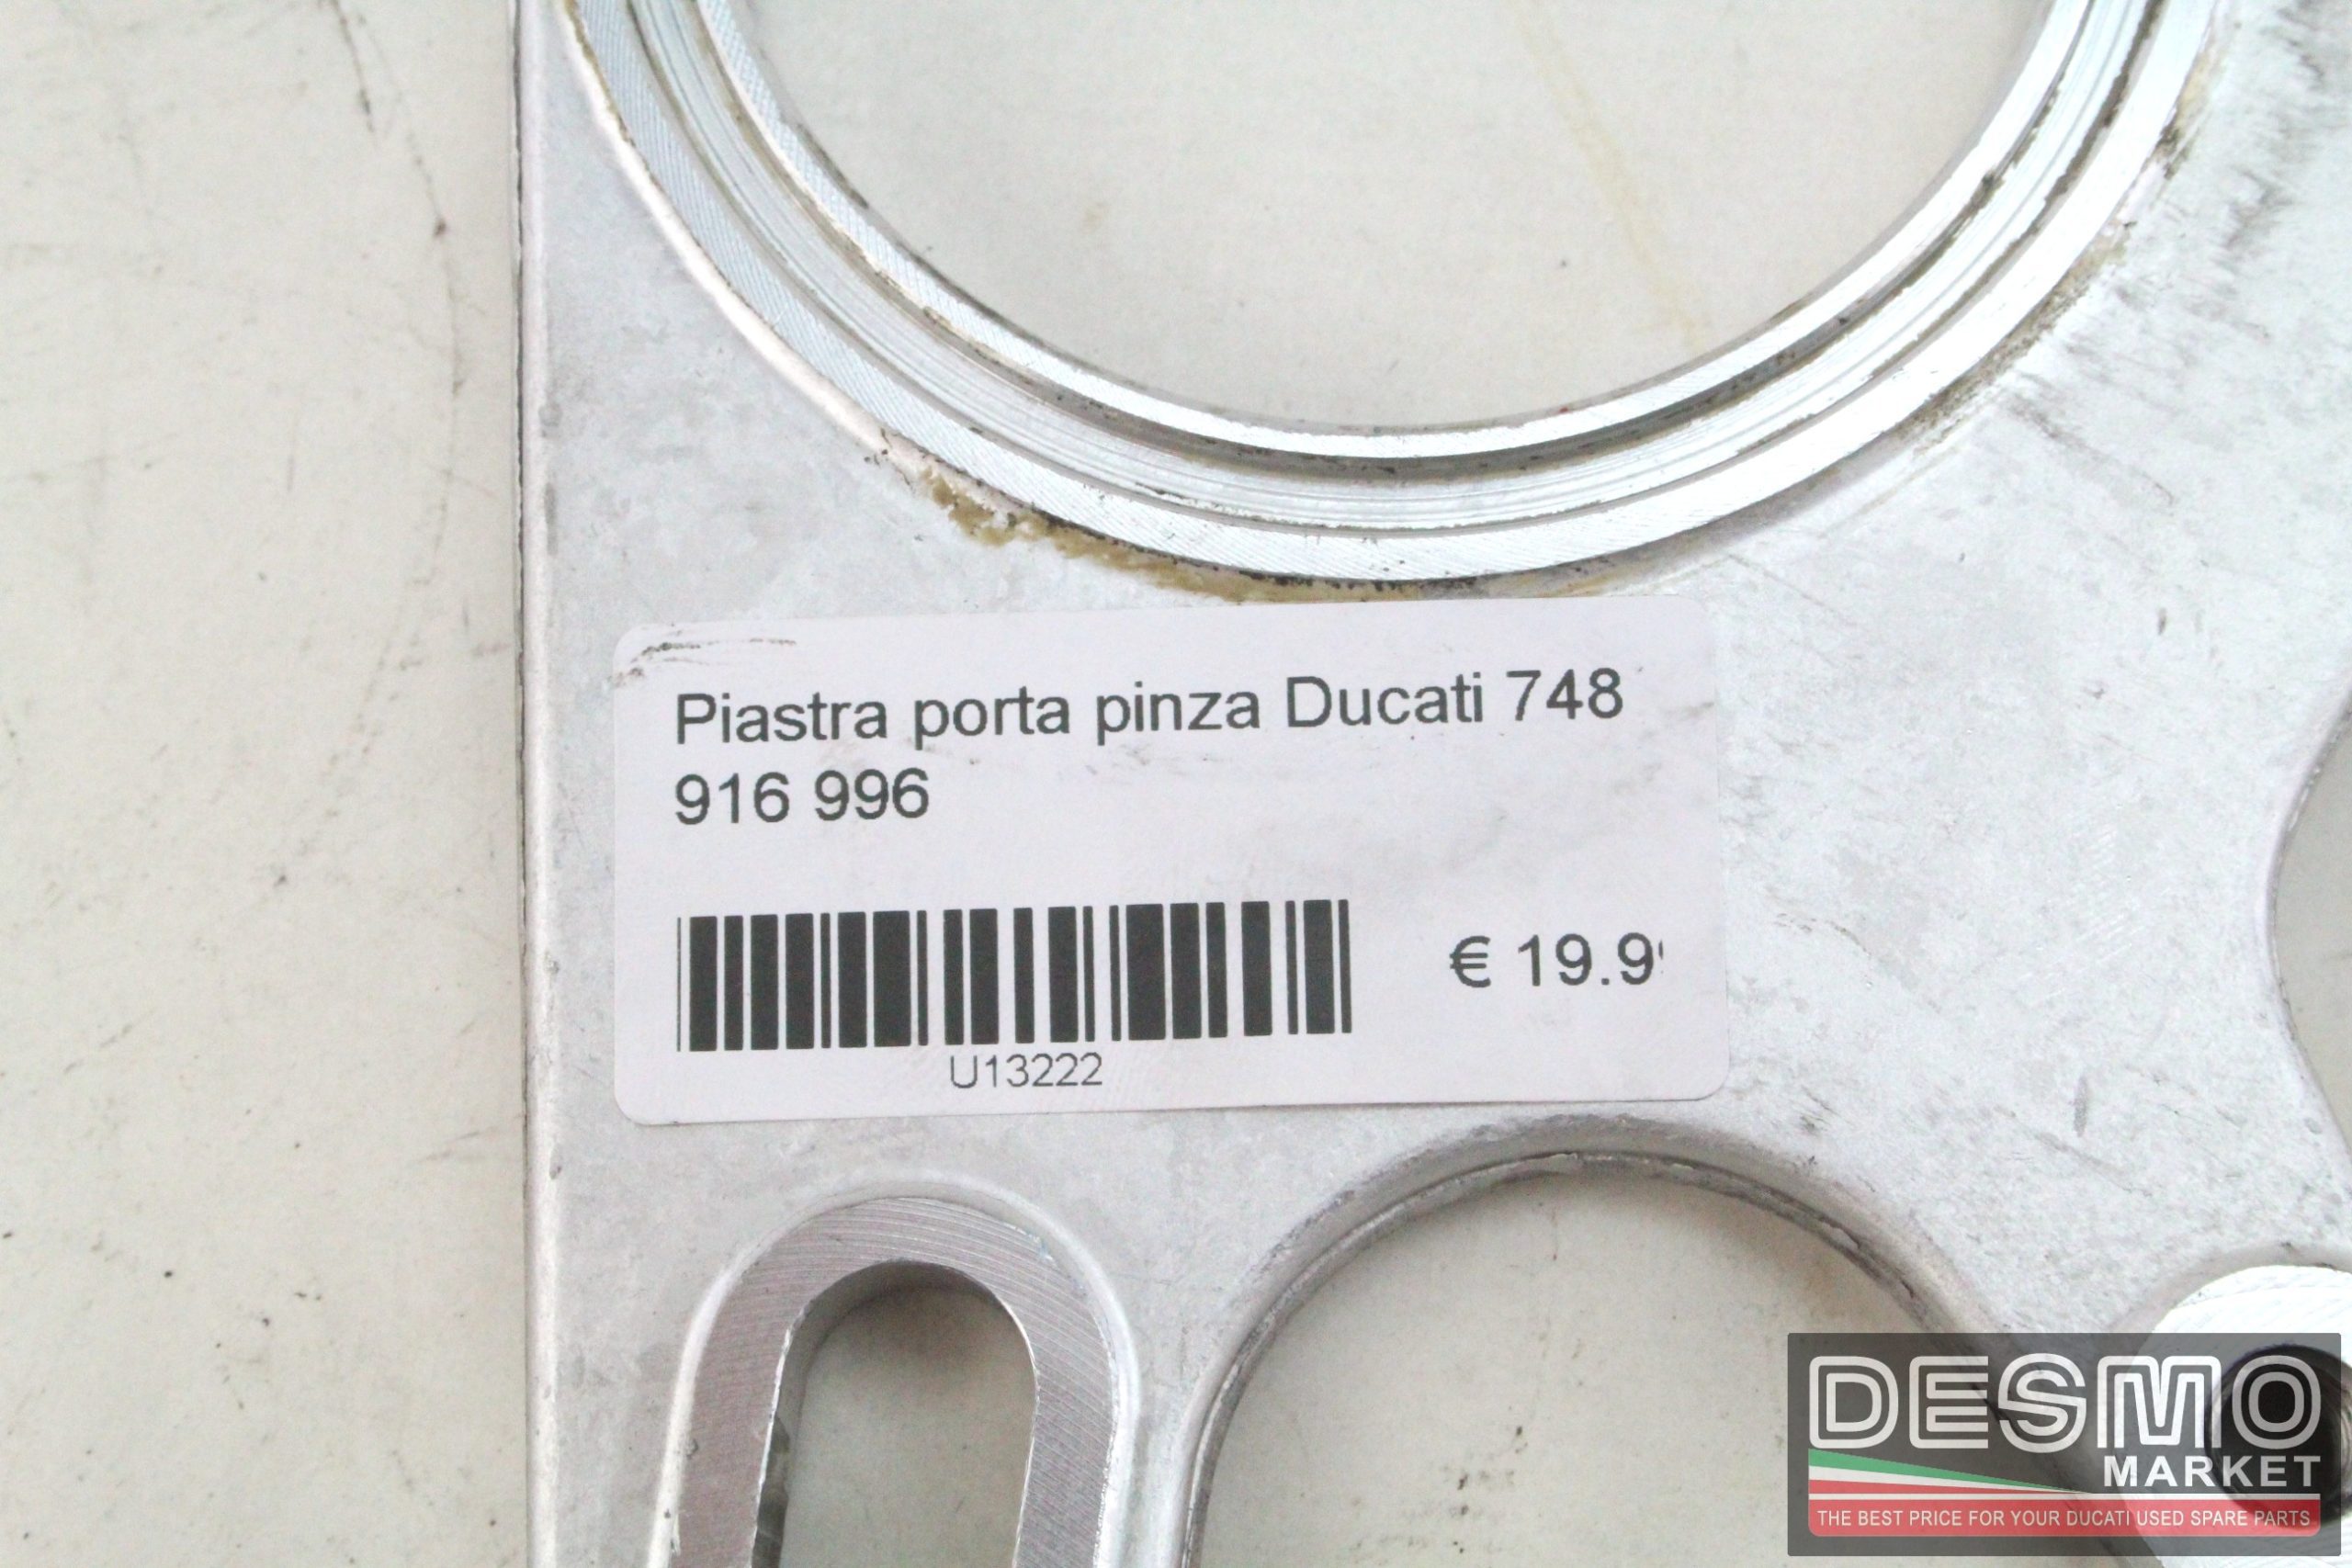 Piastra porta pinza Ducati 748
916 996
€ 19.9
U13222
DESMO
MARKET
THE BEST PRICE FOR YOUR DUCATI USED SPARE PARTS